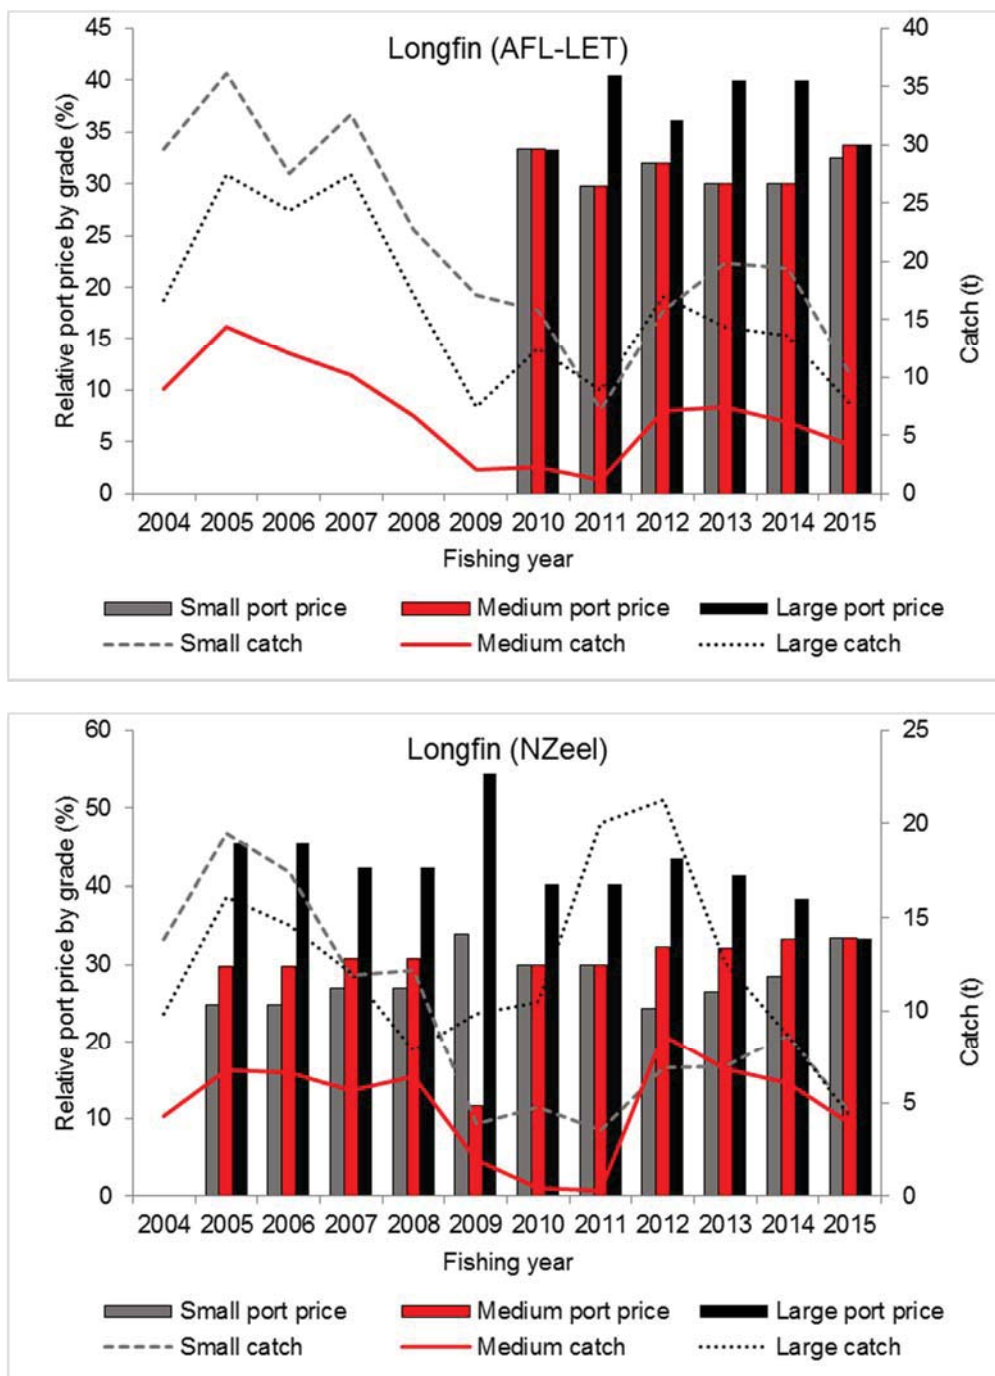 Longfin (AFL-LET)
Relative port price by grade (%)
45
40
35
30
25
20
15
10
5
0
40
35
30
25
20
15
10
5
0
Catch (t)
2004 2005 2006 2007 2008 2009 2010 2011 2012 2013 2014 2015
Fishing year
Small port price Medium port price Large port price
Small catch Medium catch Large catch
Longfin (NZeel)
Relative port price by grade (%)
60
50
40
30
20
10
0
25
20
15
10
5
0
Catch (t)
2004 2005 2006 2007 2008 2009 2010 2011 2012 2013 2014 2015
Fishing year
Small port price Medium port price Large port price
Small catch Medium catch Large catch